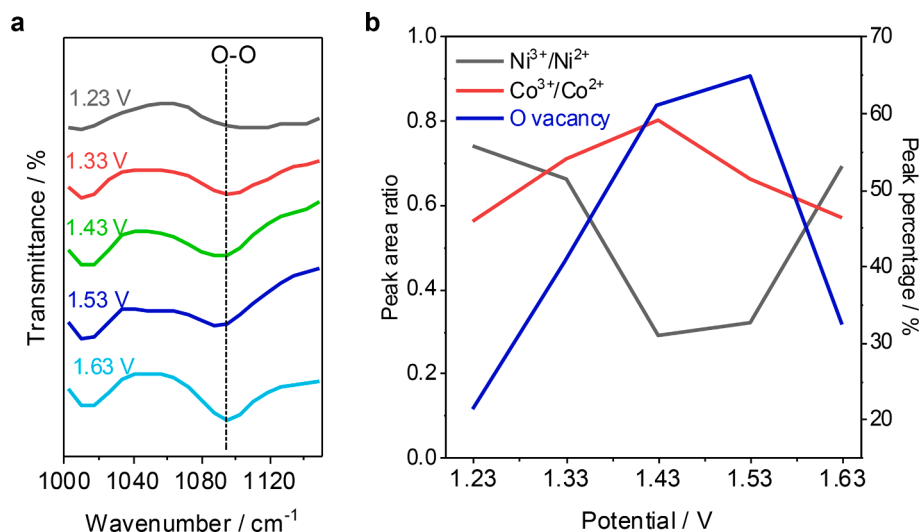 a
O-O
1.23 V
1.33 V
1.43 V
1.53 V
1.63 V
Transmittance / %
1000
1040
1080
1120
Wavenumber / cm⁻¹
b
Ni³⁺/Ni²⁺
Co³⁺/Co²⁺
O vacancy
1.0
0.8
0.6
0.4
0.2
0.0
Peak area ratio
70
60
50
40
30
20
Peak percentage / %
1.23
1.33
1.43
1.53
1.63
Potential / V